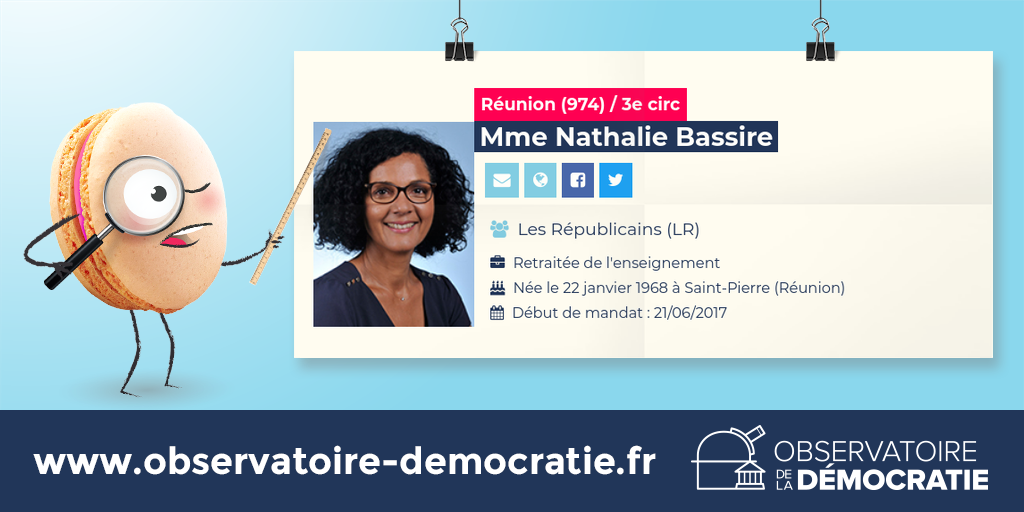 Réunion (974) / 3e circ
Mme Nathalie Bassire
Les Républicains (LR)
Retraitée de l'enseignement
Née le 22 janvier 1968 à Saint-Pierre (Réunion)
Début de mandat : 21/06/2017
www.observatoire-democratie.fr
OBSERVATOIRE
DE LA DÉMOCRATIE